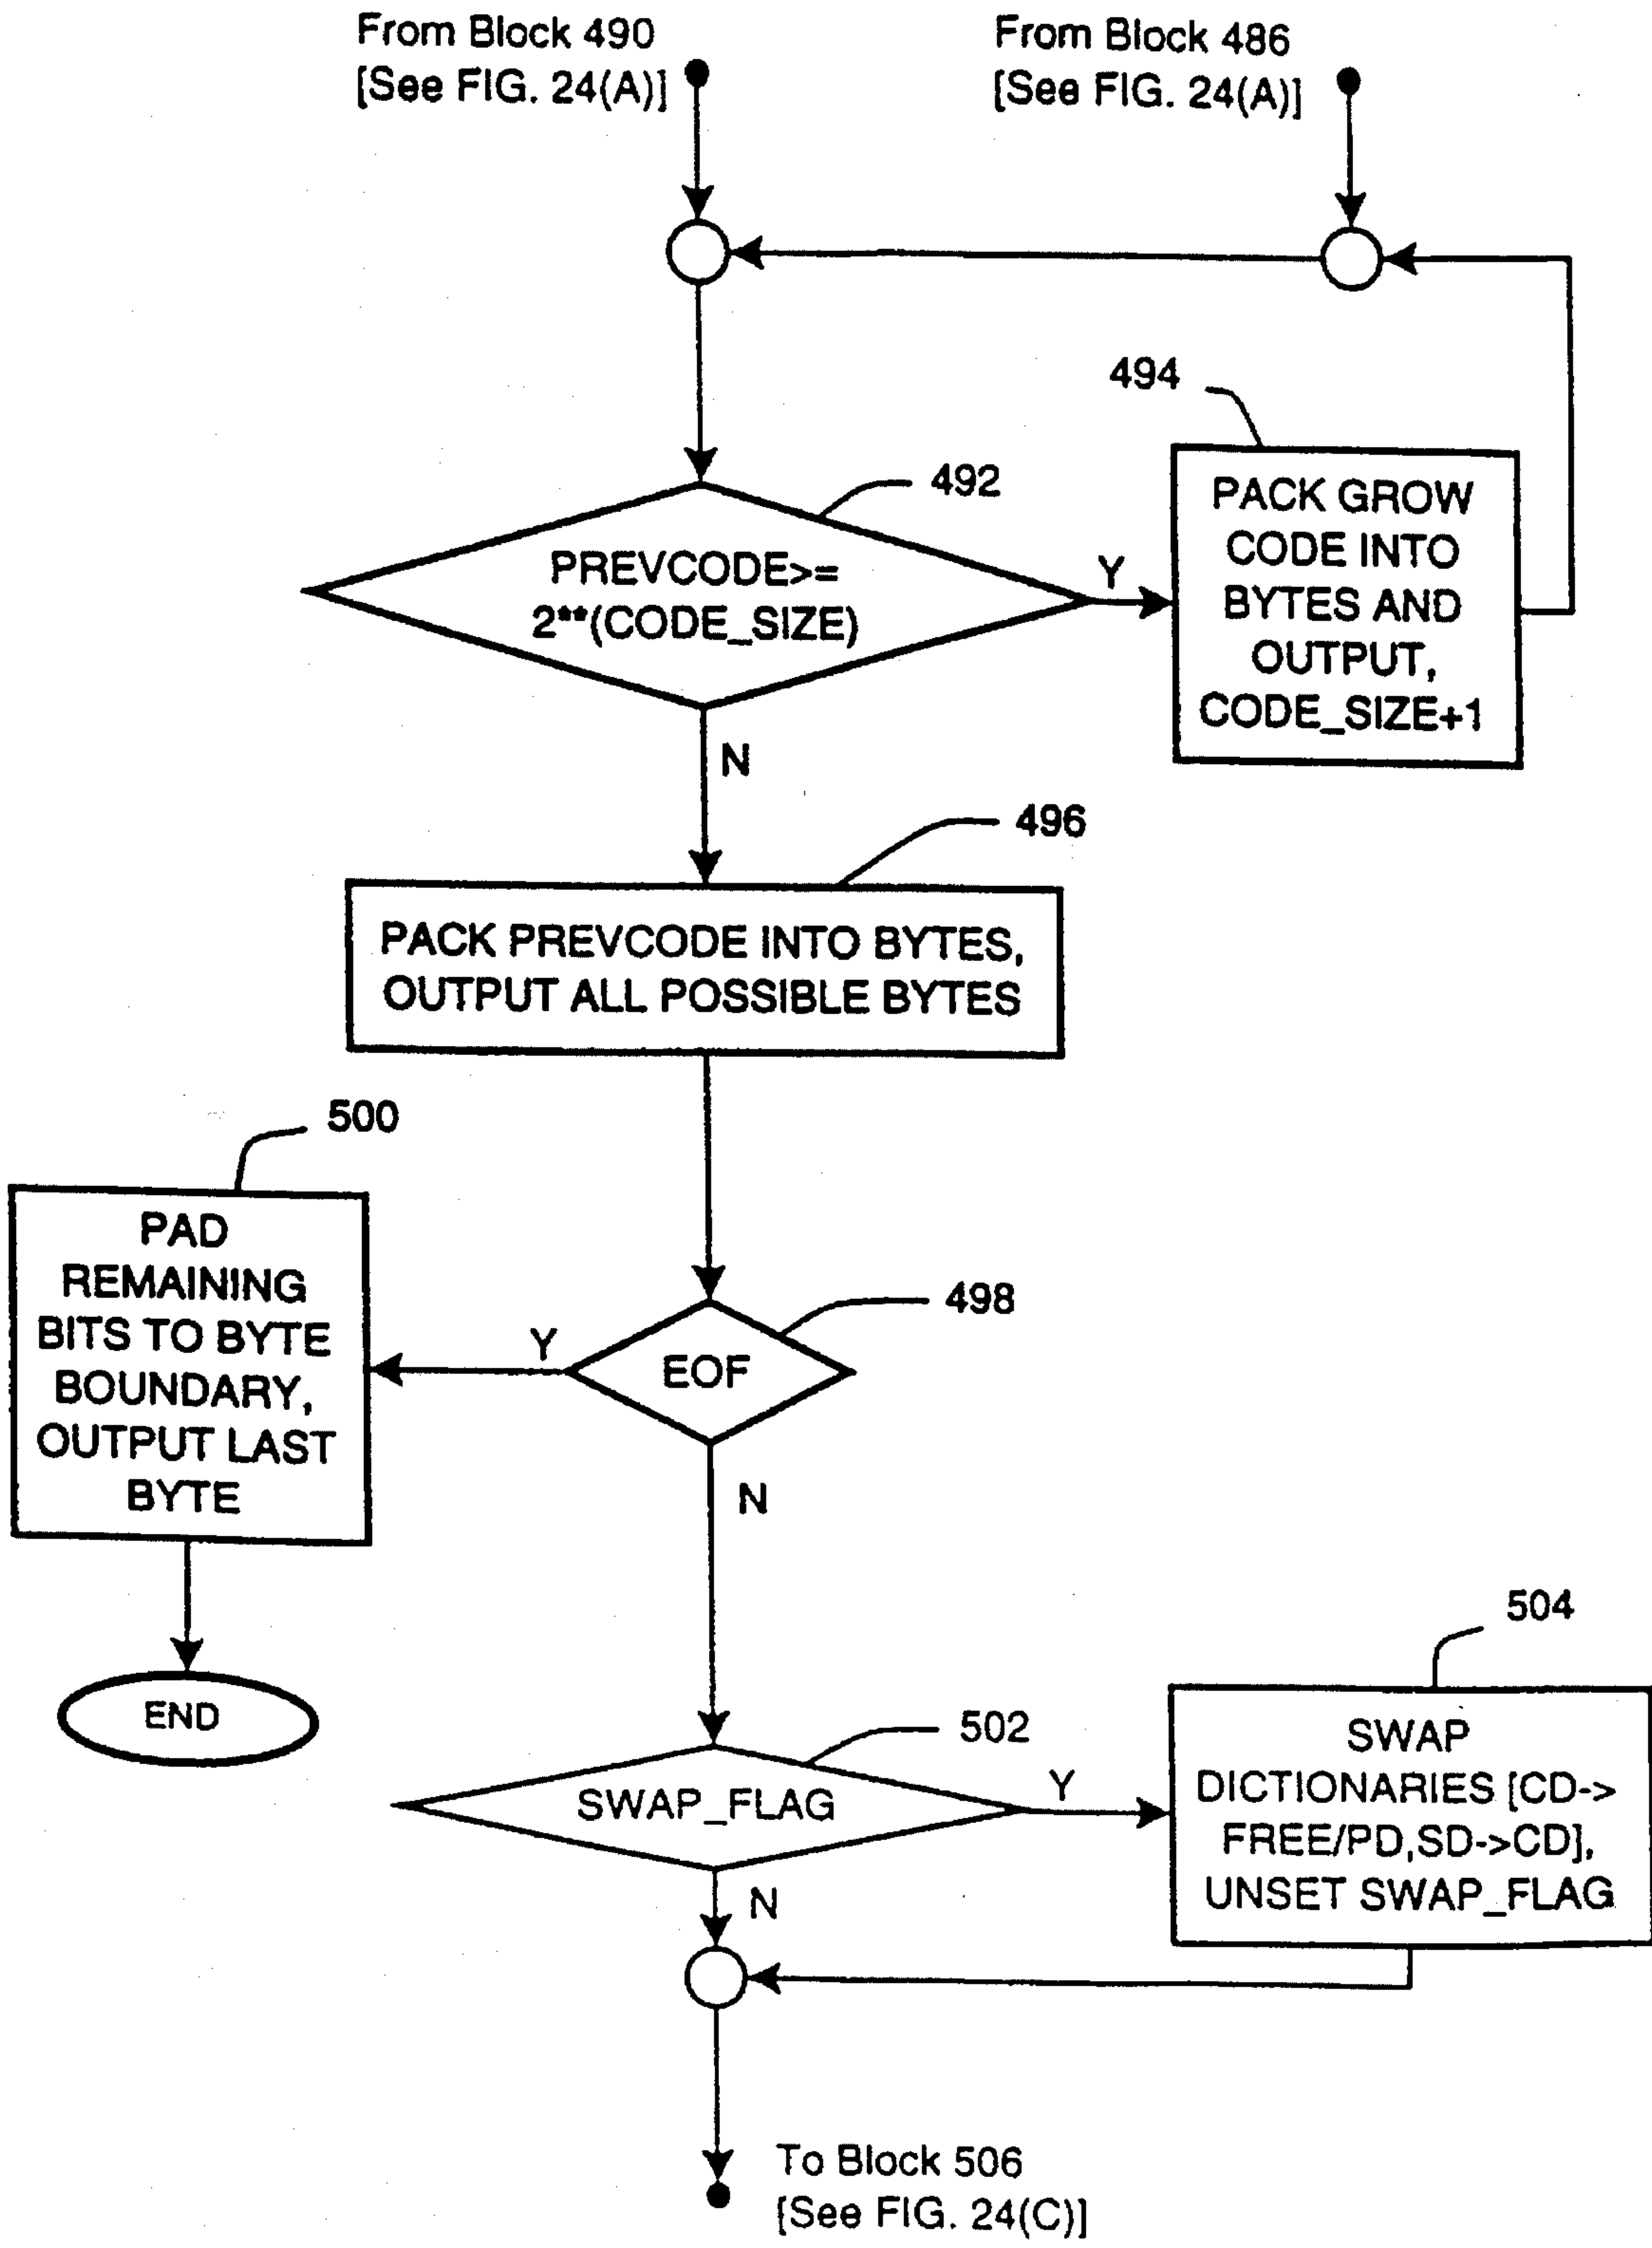 From Block 490
[See FIG. 24(A)]
From Block 486
[See FIG. 24(A)]
494
PACK GROW
CODE INTO
BYTES AND
OUTPUT,
CODE_SIZE+1
492
PREVCODE>=
2**(CODE_SIZE)
Y
N
496
PACK PREVCODE INTO BYTES,
OUTPUT ALL POSSIBLE BYTES
500
PAD
REMAINING
BITS TO BYTE
BOUNDARY,
OUTPUT LAST
BYTE
498
EOF
Y
N
END
504
SWAP
DICTIONARIES [CD->
FREE/PD,SD->CD],
UNSET SWAP_FLAG
502
SWAP_FLAG
Y
N
To Block 506
[See FIG. 24(C)]